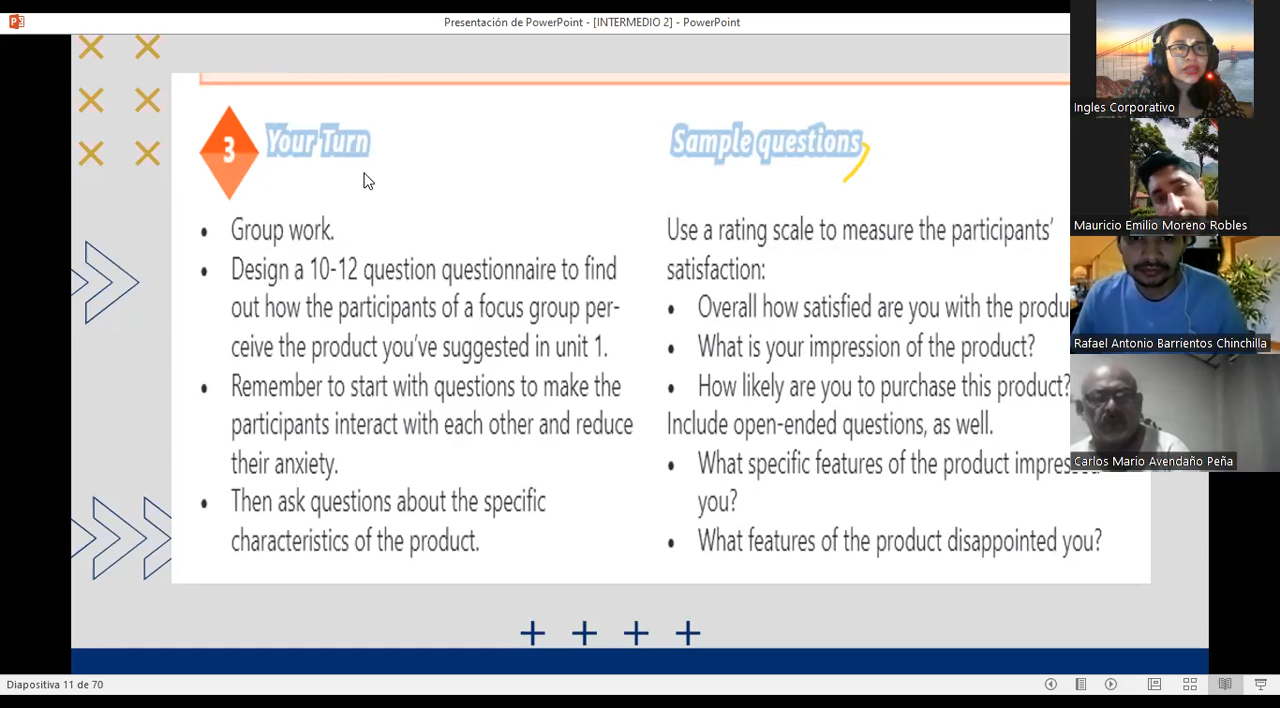 Presentación de PowerPoint - [INTERMEDIO 2] - PowerPoint
3
Your Turn
Group work.
Design a 10-12 question questionnaire to find
out how the participants of a focus group per-
ceive the product you've suggested in unit 1.
Remember to start with questions to make the
participants interact with each other and reduce
their anxiety.
Then ask questions about the specific
characteristics of the product.
Sample questions
Use a rating scale to measure the participants'
satisfaction:
Overall how satisfied are you with the produ
What is your impression of the product?
How likely are you to purchase this product?
Include open-ended questions, as well.
What specific features of the product impressed
you?
What features of the product disappointed you?
Ingles Corporativo
Mauricio Emilio Moreno Robles
Rafael Antonio Barrientos Chinchilla
Carlos Mario Avendaño Peña
Diapositiva 11 de 70